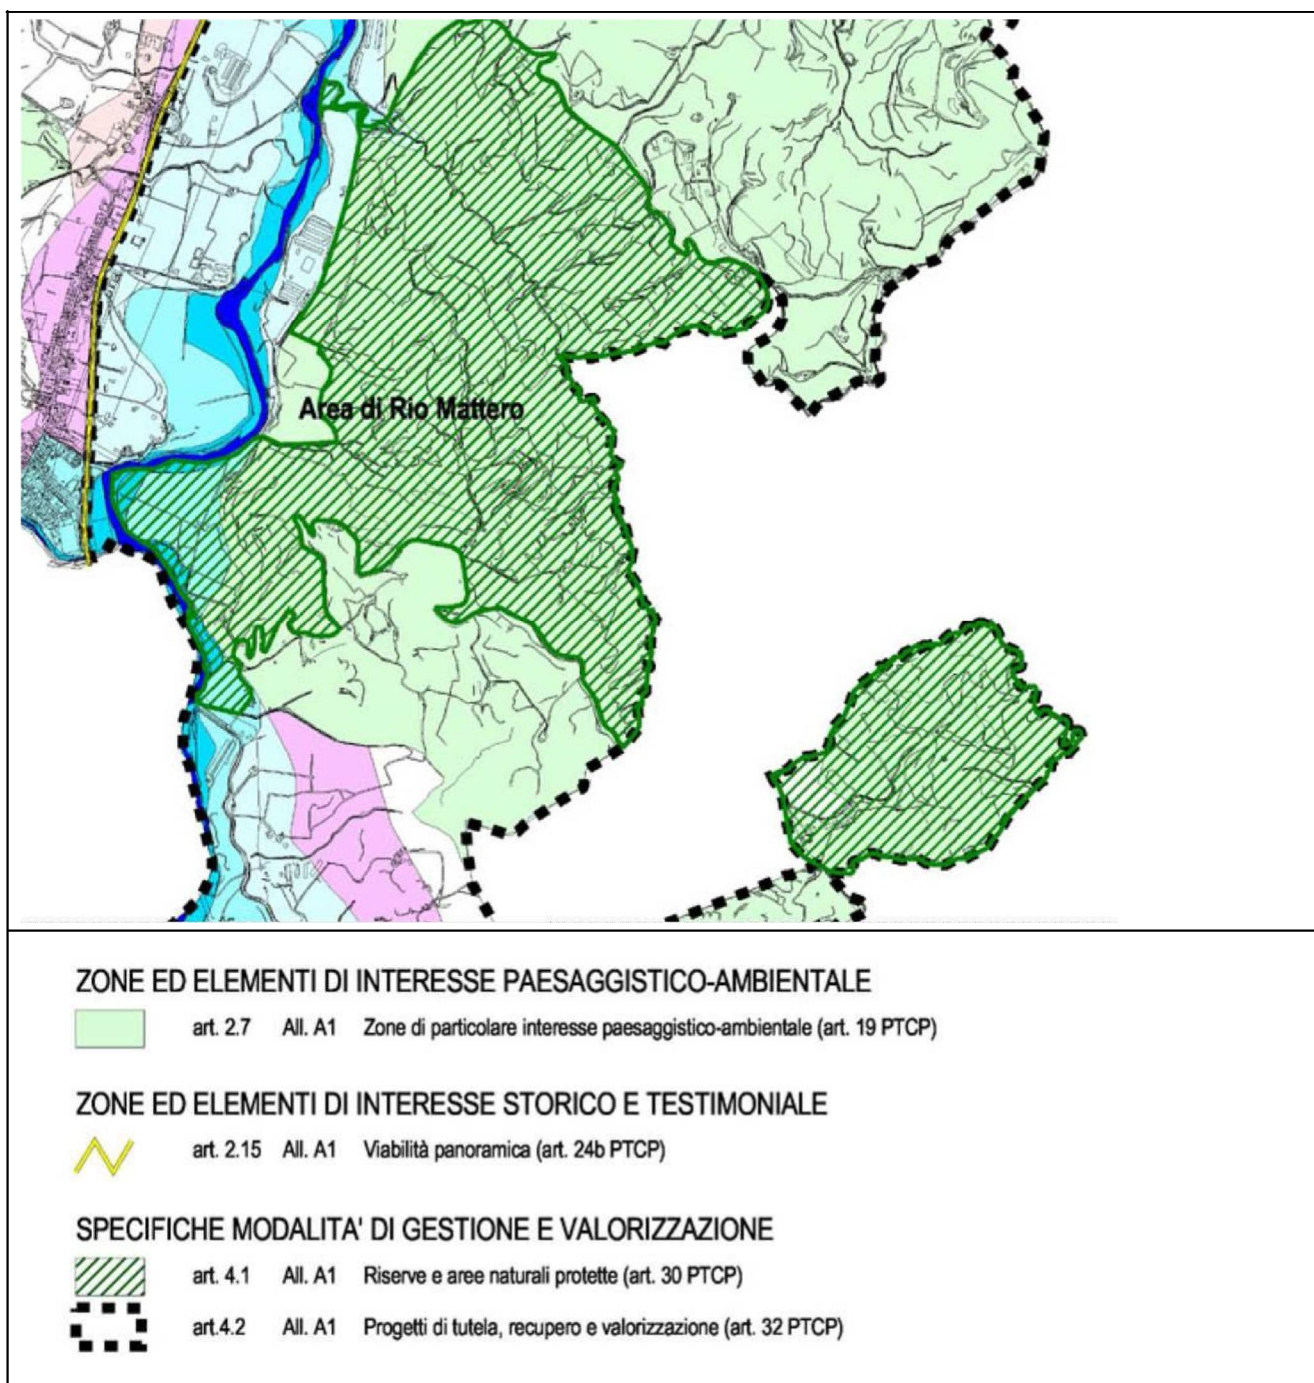 Area di Rio Mattero
ZONE ED ELEMENTI DI INTERESSE PAESAGGISTICO-AMBIENTALE
art. 2.7 All. A1 Zone di particolare interesse paesaggistico-ambientale (art. 19 PTCP)
ZONE ED ELEMENTI DI INTERESSE STORICO E TESTIMONIALE
art. 2.15 All. A1 Viabilità panoramica (art. 24b PTCP)
SPECIFICHE MODALITA' DI GESTIONE E VALORIZZAZIONE
art. 4.1 All. A1 Riserve e aree naturali protette (art. 30 PTCP)
art.4.2 All. A1 Progetti di tutela, recupero e valorizzazione (art. 32 PTCP)